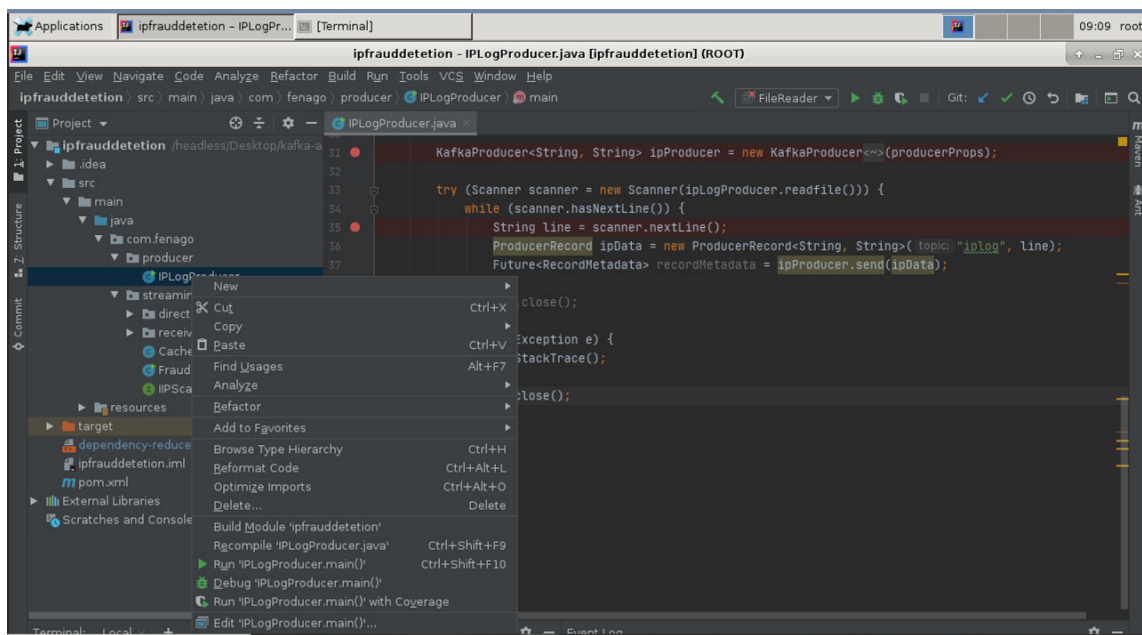 Applications ipfrauddetetion – IPLogPr... [Terminal] 09:09 root
ipfrauddetetion – IPLogProducer.java [ipfrauddetetion] (ROOT)
File Edit View Navigate Code Analyze Refactor Build Run Tools VCS Window Help
ipfrauddetetion src main java com fenago producer IPLogProducer main FileReader Git:
Project IPLogProducer.java
1: Project
Z: Structure
Commit
Maven
Ant
ipfrauddetetion /headless/Desktop/kafka-a
.idea
src
main
java
com.fenago
producer
IPLogProducer
streamin
direct
receiv
Cache
Fraud
IIPSca
resources
target
dependency-reduce
ipfrauddetetion.iml
pom.xml
External Libraries
Scratches and Console
31 KafkaProducer<String, String> ipProducer = new KafkaProducer<~>(producerProps);
32
33 try (Scanner scanner = new Scanner(ipLogProducer.readfile())) {
34 while (scanner.hasNextLine()) {
35 String line = scanner.nextLine();
36 ProducerRecord ipData = new ProducerRecord<String, String>( topic: "iplog", line);
37 Future<RecordMetadata> recordMetadata = ipProducer.send(ipData);
.close();
Exception e) {
StackTrace();
close();
New
Cut Ctrl+X
Copy
Paste Ctrl+V
Find Usages Alt+F7
Analyze
Refactor
Add to Favorites
Browse Type Hierarchy Ctrl+H
Reformat Code Ctrl+Alt+L
Optimize Imports Ctrl+Alt+O
Delete... Delete
Build Module 'ipfrauddetetion'
Recompile 'IPLogProducer.java' Ctrl+Shift+F9
Run 'IPLogProducer.main()' Ctrl+Shift+F10
Debug 'IPLogProducer.main()'
Run 'IPLogProducer.main()' with Coverage
Edit 'IPLogProducer.main()'...
Terminal: Local + Event Log